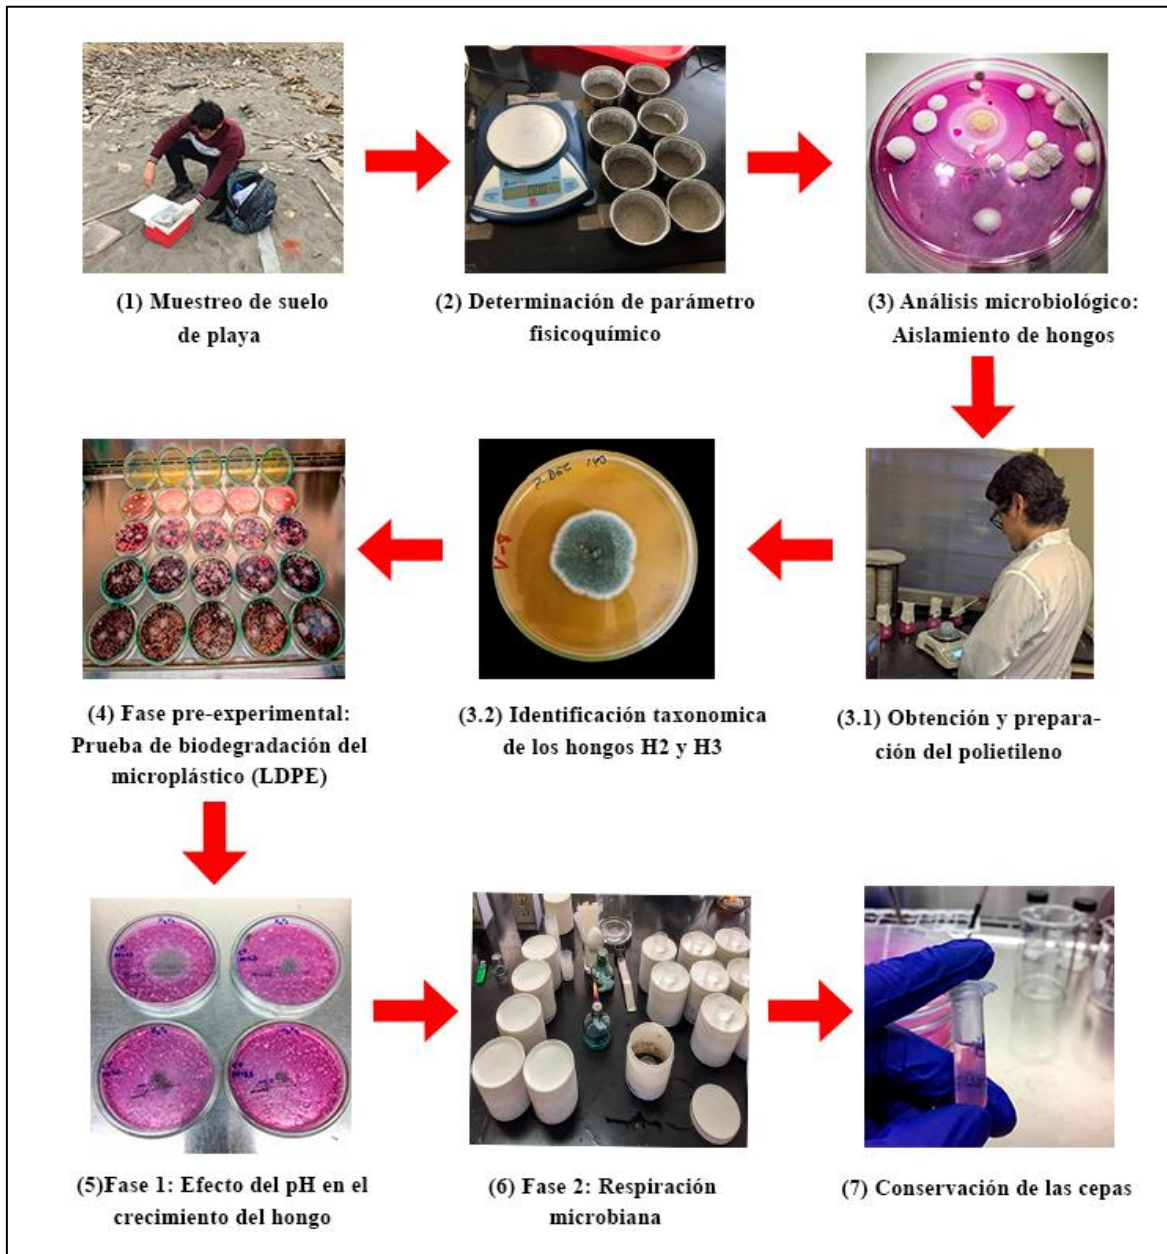 (1) Muestreo de suelo
de playa
(2) Determinación de parámetro
fisicoquímico
(3) Análisis microbiológico:
Aislamiento de hongos
(4) Fase pre-experimental:
Prueba de biodegradación del
microplástico (LDPE)
(3.2) Identificación taxonomica
de los hongos H2 y H3
(3.1) Obtención y prepara-
ción del polietileno
(5)Fase 1: Efecto del pH en el
crecimiento del hongo
(6) Fase 2: Respiración
microbiana
(7) Conservación de las cepas